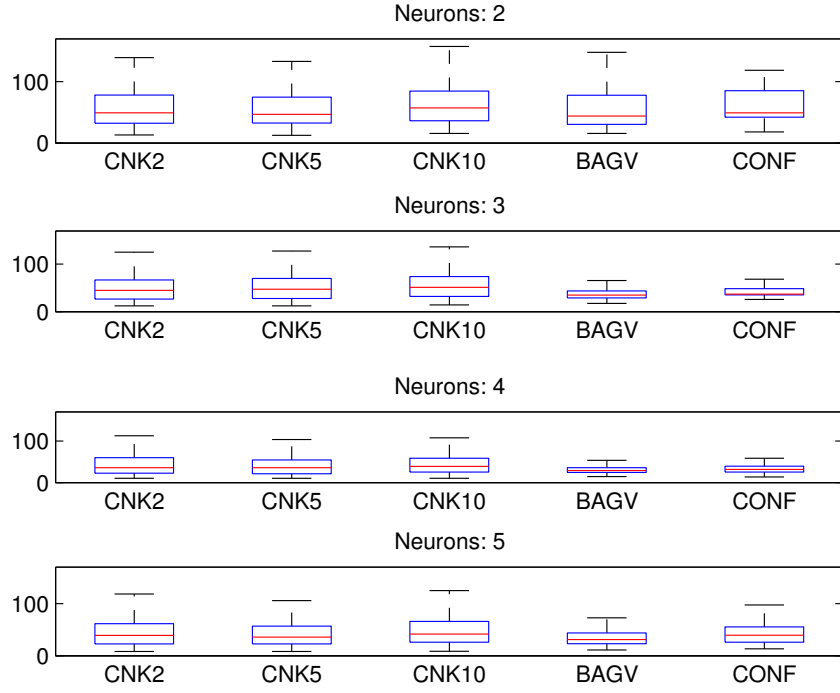 Neurons: 2
100
0
CNK2 CNK5 CNK10 BAGV CONF
Neurons: 3
100
0
CNK2 CNK5 CNK10 BAGV CONF
Neurons: 4
100
0
CNK2 CNK5 CNK10 BAGV CONF
Neurons: 5
100
0
CNK2 CNK5 CNK10 BAGV CONF